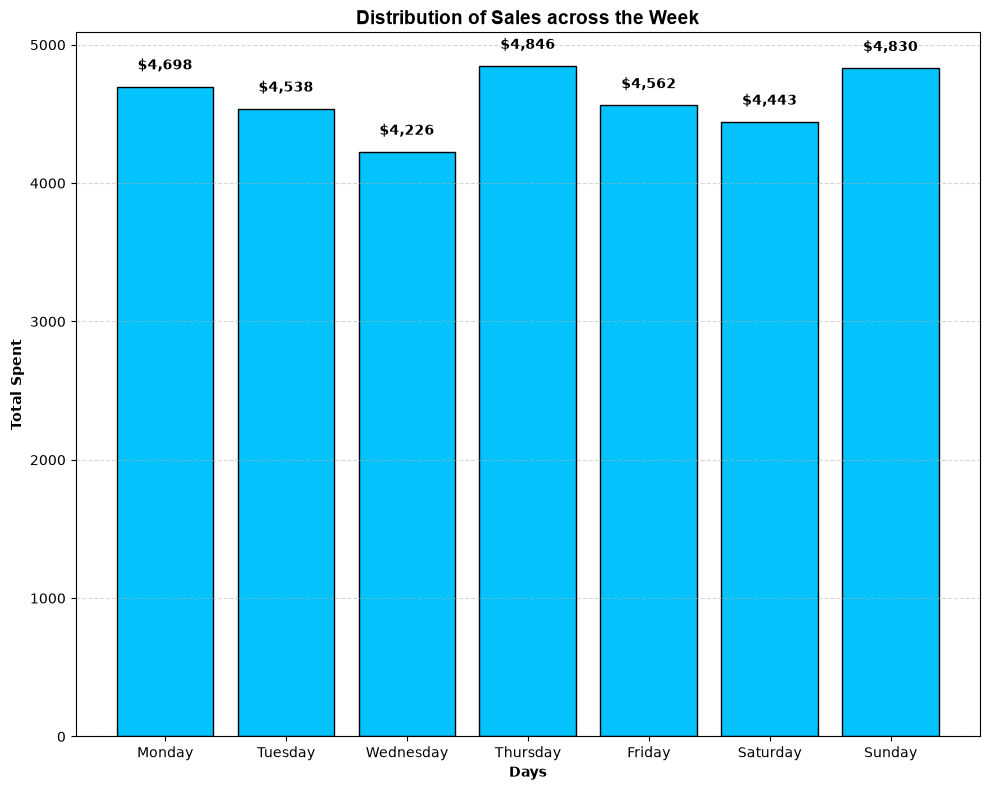 Distribution of Sales across the Week
Total Spent
5000
4000
3000
2000
1000
0
$4,698
$4,538
$4,226
$4,846
$4,562
$4,443
$4,830
Monday
Tuesday
Wednesday
Thursday
Friday
Saturday
Sunday
Days